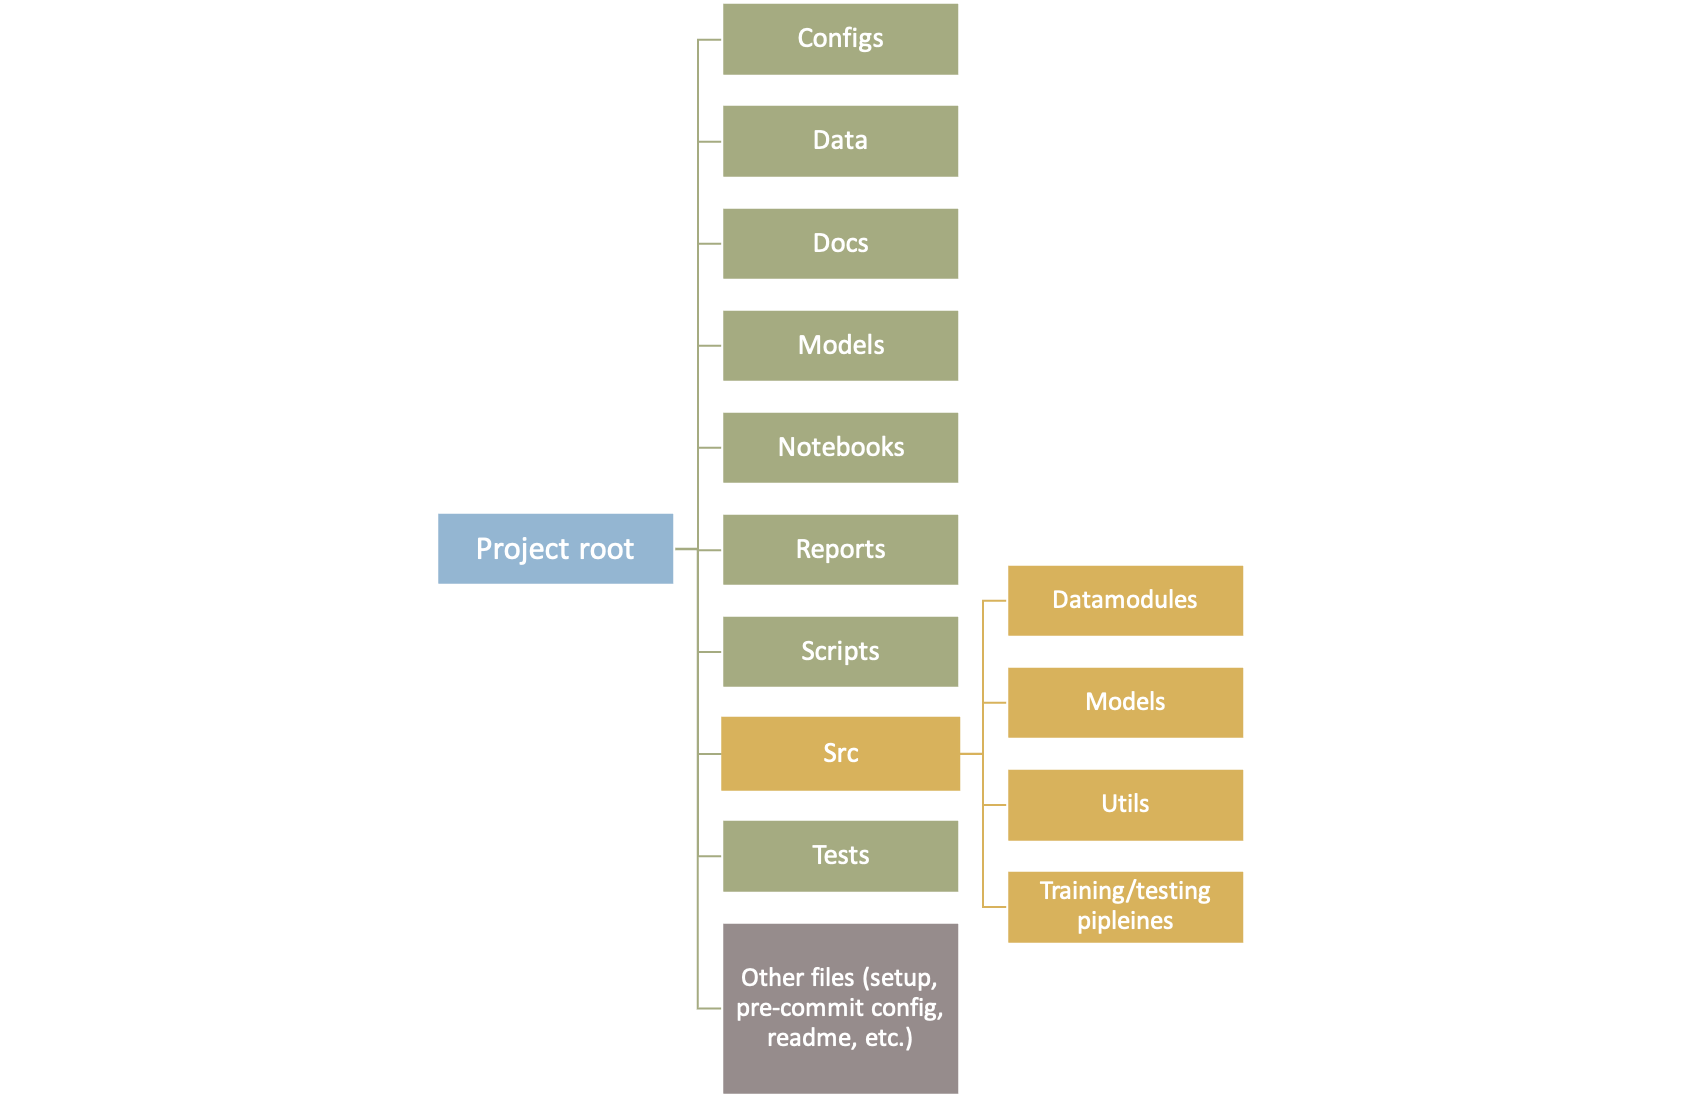 Configs
Data
Docs
Models
Notebooks
Project root
Reports
Scripts
Src
Tests
Other files (setup,
pre-commit config,
readme, etc.)
Datamodules
Models
Utils
Training/testing
pipleines